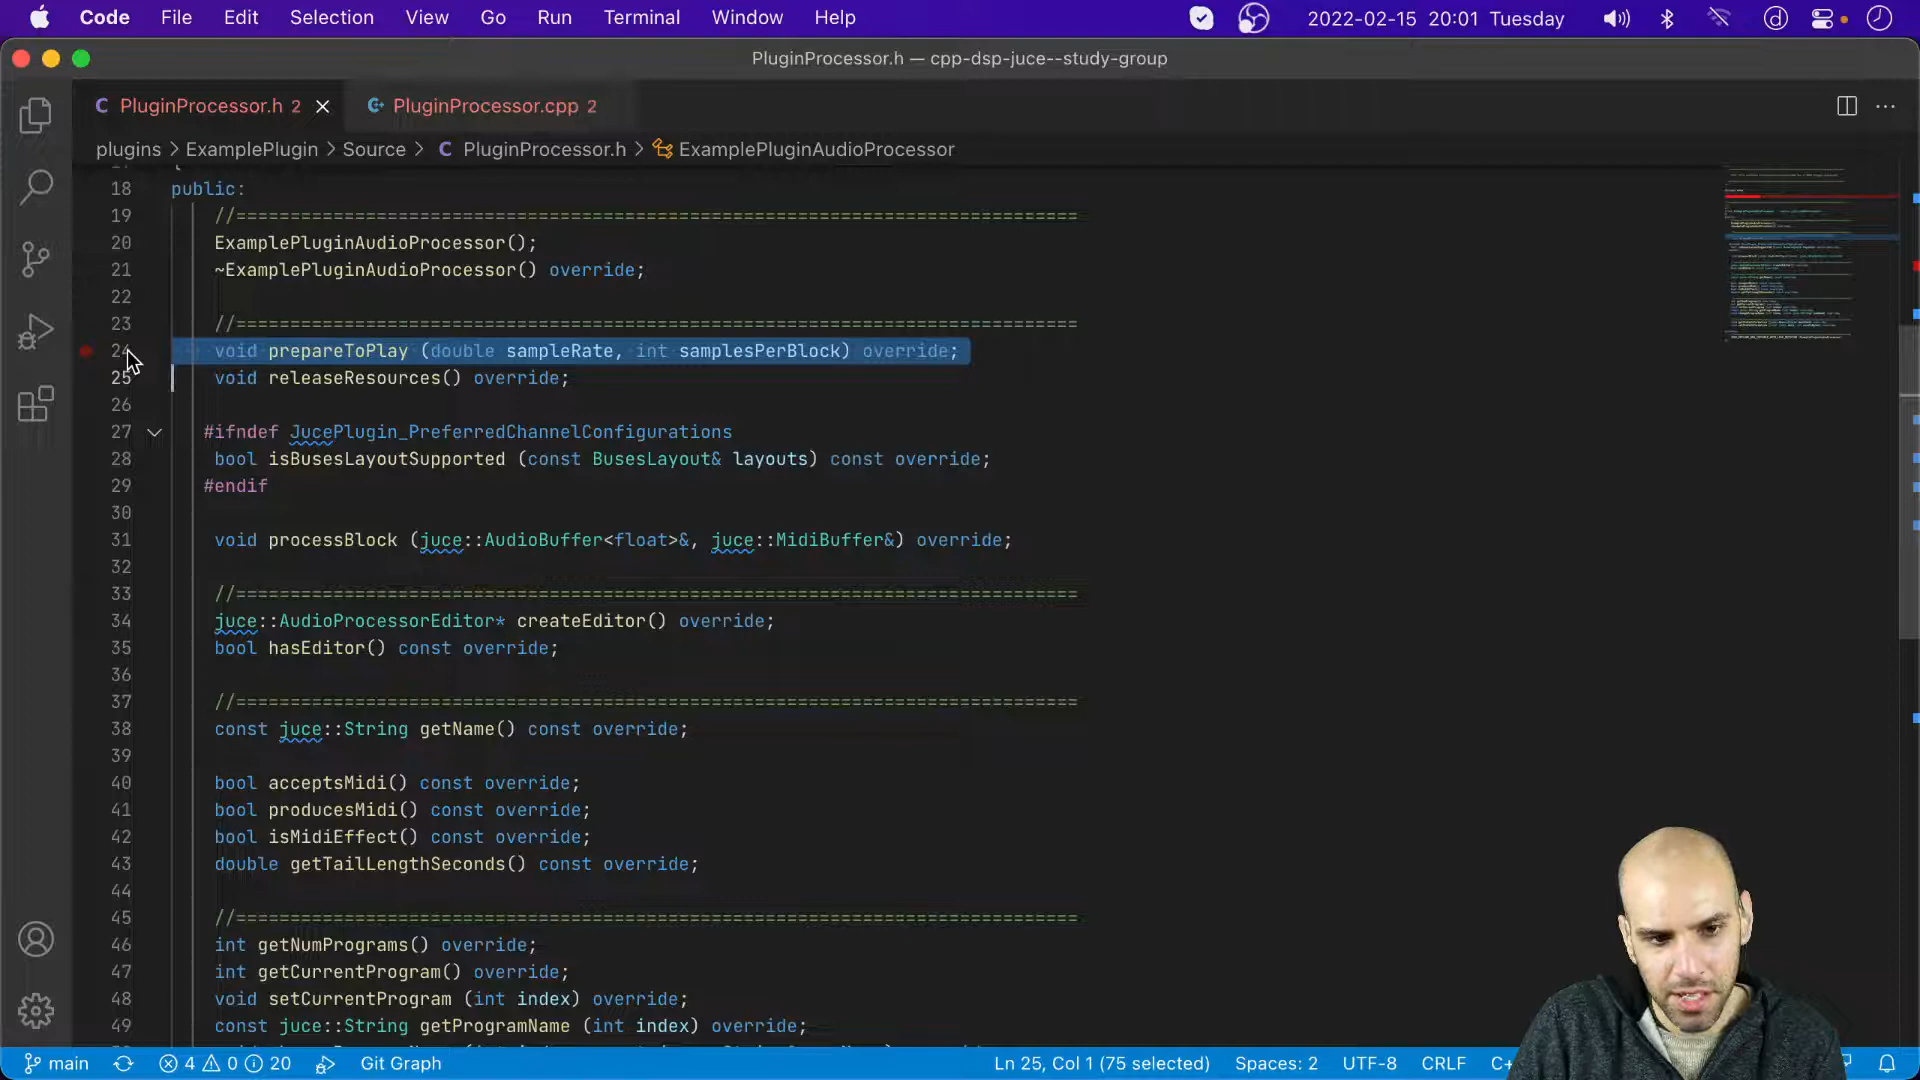 Code File Edit Selection View Go Run Terminal Window Help 2022-02-15 20:01 Tuesday
PluginProcessor.h — cpp-dsp-juce--study-group
C PluginProcessor.h 2 PluginProcessor.cpp 2
plugins > ExamplePlugin > Source > C PluginProcessor.h > ExamplePluginAudioProcessor
18 public:
19 //==============================================================================
20 ExamplePluginAudioProcessor();
21 ~ExamplePluginAudioProcessor() override;
22
23 //==============================================================================
24 void prepareToPlay (double sampleRate, int samplesPerBlock) override;
25 void releaseResources() override;
26
27 #ifndef JucePlugin_PreferredChannelConfigurations
28 bool isBusesLayoutSupported (const BusesLayout& layouts) const override;
29 #endif
30
31 void processBlock (juce::AudioBuffer<float>&, juce::MidiBuffer&) override;
32
33 //==============================================================================
34 juce::AudioProcessorEditor* createEditor() override;
35 bool hasEditor() const override;
36
37 //==============================================================================
38 const juce::String getName() const override;
39
40 bool acceptsMidi() const override;
41 bool producesMidi() const override;
42 bool isMidiEffect() const override;
43 double getTailLengthSeconds() const override;
44
45 //==============================================================================
46 int getNumPrograms() override;
47 int getCurrentProgram() override;
48 void setCurrentProgram (int index) override;
49 const juce::String getProgramName (int index) override;
main 4 0 20 Git Graph Ln 25, Col 1 (75 selected) Spaces: 2 UTF-8 CRLF